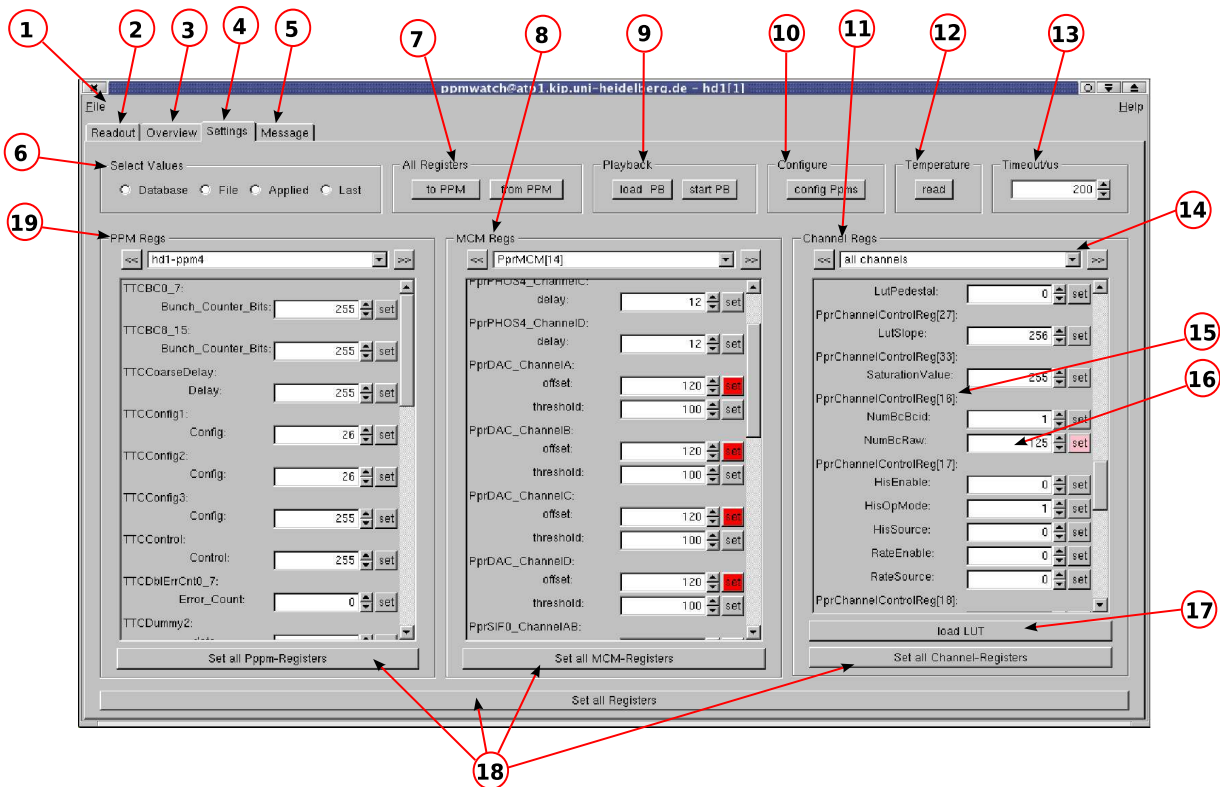 1 2 3 4 5 7 8 9 10 11 12 13
ppmwatch@atp1.kip.uni-heidelberg.de - hd1[1]
File Help
Readout Overview Settings Message
6
Select Values
Database File Applied Last
All Registers
to PPM from PPM
Playback
load PB start PB
Configure
config Ppms
Temperature
read
Timeout/us
200
19
PPM Regs
<< hd1-ppm4 >>
TTCBC0_7:
Bunch_Counter_Bits: 255 set
TTCBC8_15:
Bunch_Counter_Bits: 255 set
TTCCoarseDelay:
Delay: 255 set
TTCConfig1:
Config: 26 set
TTCConfig2:
Config: 26 set
TTCConfig3:
Config: 255 set
TTCControl:
Control: 255 set
TTCDblErrCnt0_7:
Error_Count: 0 set
TTCDummy2:
Set all Pppm-Registers
MCM Regs
<< PprMCM[14] >>
PprPHOS4_ChannelC:
delay: 12 set
PprPHOS4_ChannelD:
delay: 12 set
PprDAC_ChannelA:
offset: 120 set
threshold: 100 set
PprDAC_ChannelB:
offset: 120 set
threshold: 100 set
PprDAC_ChannelC:
offset: 120 set
threshold: 100 set
PprDAC_ChannelD:
offset: 120 set
threshold: 100 set
PprSIF0_ChannelAB:
Set all MCM-Registers
Channel Regs
<< all channels >>
14
LutPedestal: 0 set
PprChannelControlReg[27]:
LutSlope: 256 set
PprChannelControlReg[33]:
SaturationValue: 255 set
15
PprChannelControlReg[16]:
NumBcBcid: 1 set
16
NumBcRaw: 125 set
PprChannelControlReg[17]:
HisEnable: 0 set
HisOpMode: 1 set
HisSource: 0 set
RateEnable: 0 set
RateSource: 0 set
PprChannelControlReg[18]:
17
load LUT
Set all Channel-Registers
Set all Registers
18